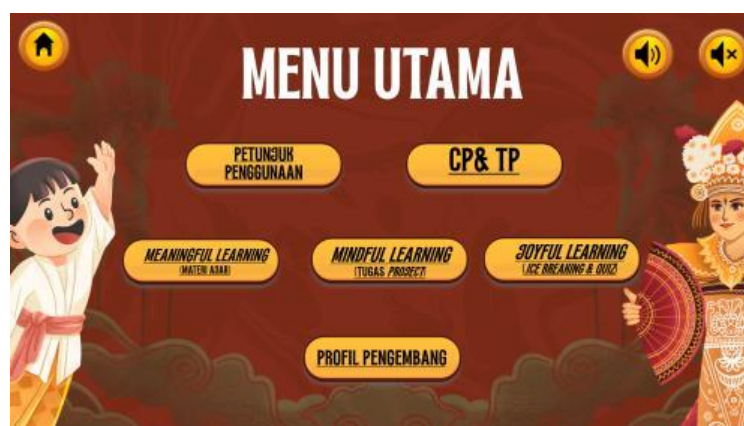 MENU UTAMA
PETUNJUK
PENGGUNAAN
CP& TP
MEANINGFUL LEARNING
(MATERI AJAR)
MINDFUL LEARNING
(TUGAS PROJECT)
JOYFUL LEARNING
(ICE BREAKING & QUIZ)
PROFIL PENGEMBANG